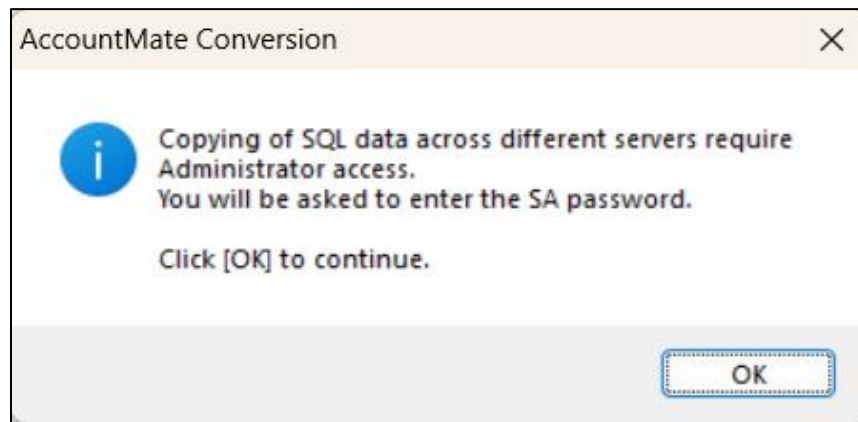 AccountMate Conversion
Copying of SQL data across different servers require
Administrator access.
You will be asked to enter the SA password.
Click [OK] to continue.
OK